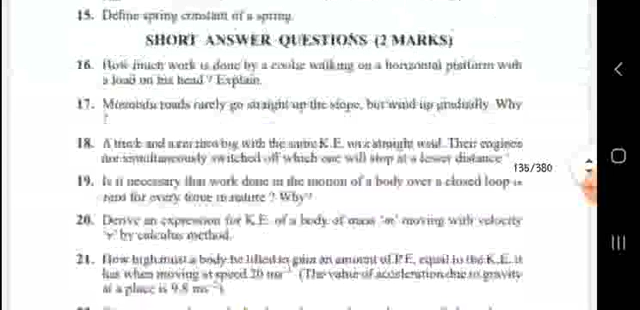 15. Define spring constant of a spring.
SHORT ANSWER QUESTIONS (2 MARKS)
16. How much work is done by a coolie walking on a horizontal platform with
a load on his head? Explain.
17. Mountain roads rarely go straight up the slope, but wind up gradually. Why
?
18. A truck and a car moving with the same K.E. on a straight road. Their engines
are simultaneously switched off which one will stop at a lesser distance
136/380
19. Is it necessary that work done in the motion of a body over a closed loop is
zero for every force in nature ? Why?
20. Derive an expression for K.E. of a body of mass 'm' moving with velocity
'v' by calculus method.
21. How high must a body be lifted to gain an amount of P.E. equal to the K.E. it
has when moving at speed 20 ms⁻¹ (The value of acceleration due to gravity
at a place is 9.8 ms⁻²)